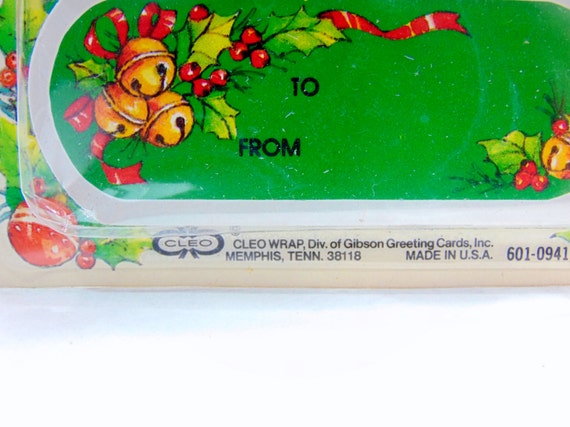 TO
FROM
CLEO ® CLEO WRAP, Div. of Gibson Greeting Cards, Inc.
MEMPHIS, TENN. 38118 MADE IN U.S.A. 601-0941